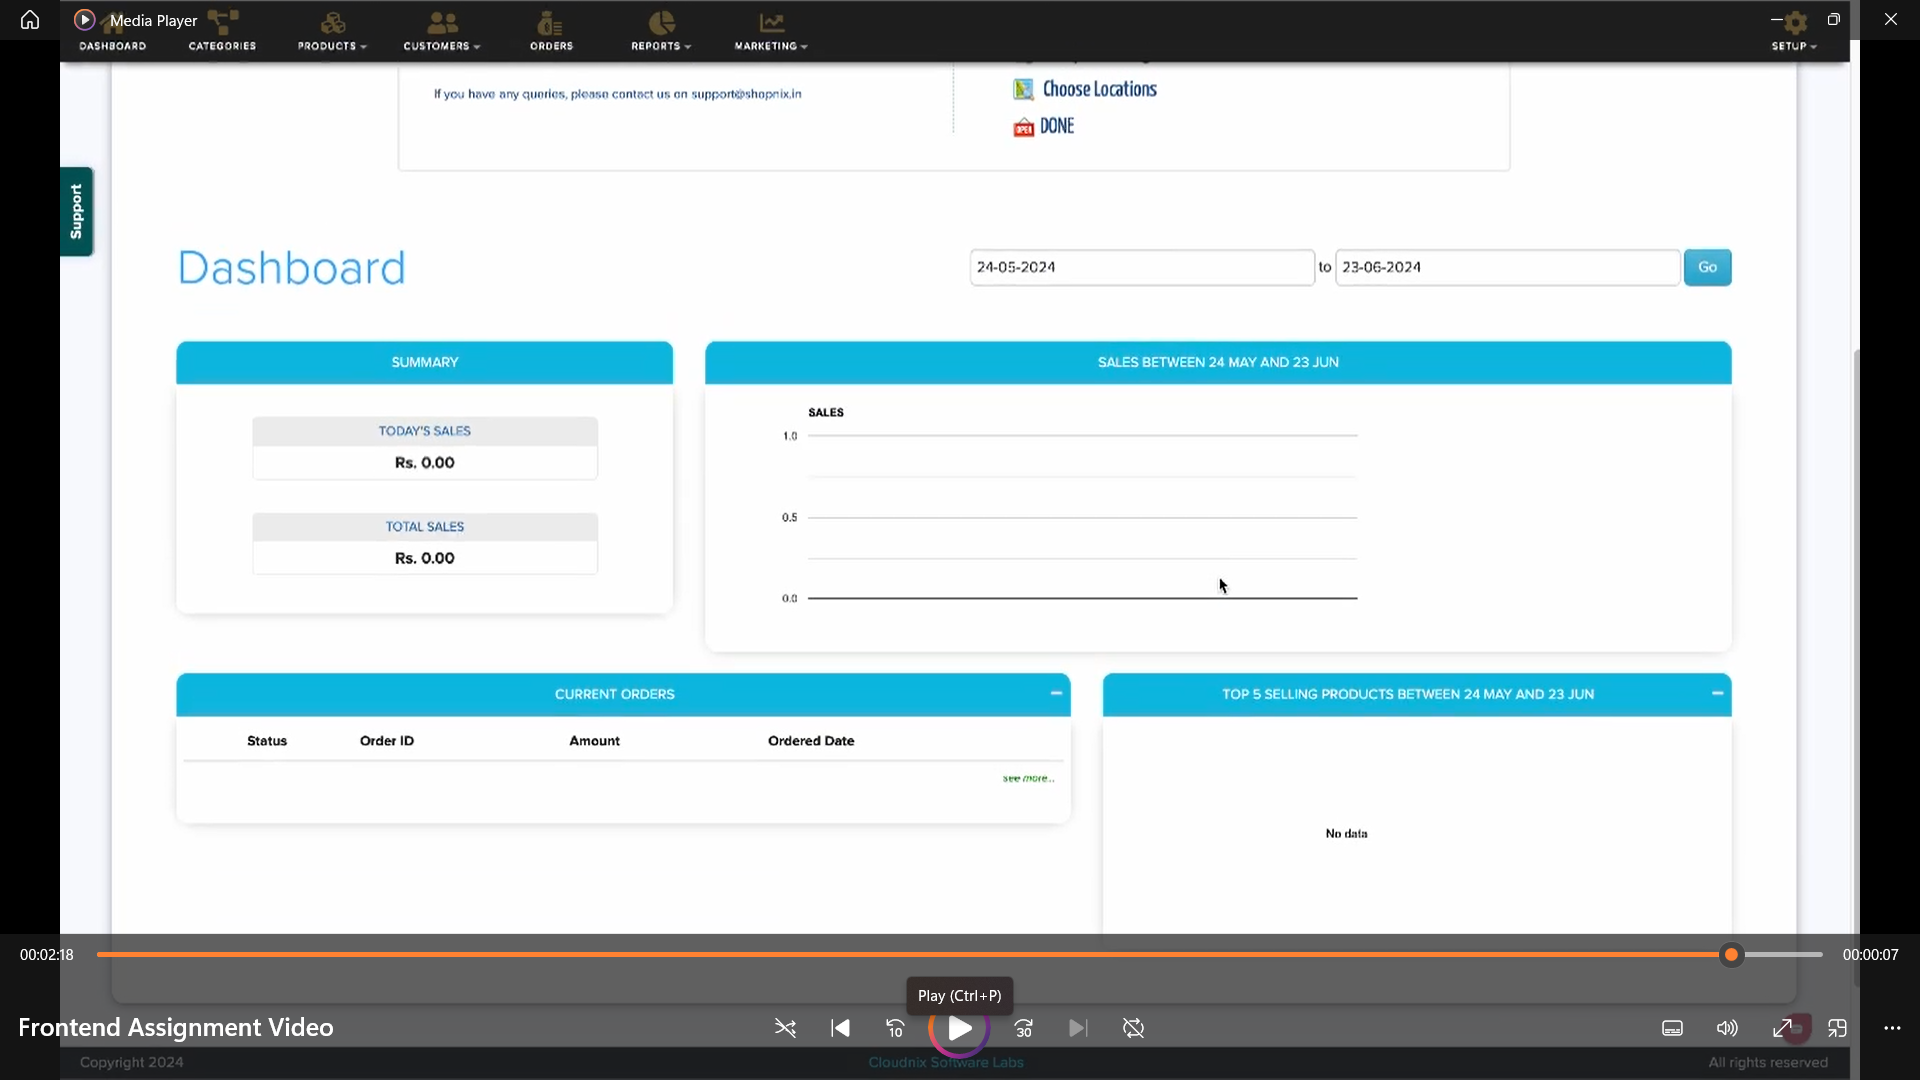 Media Player
DASHBOARD
CATEGORIES
PRODUCTS
CUSTOMERS
ORDERS
REPORTS
MARKETING
SETUP
If you have any queries, please contact us on support@shopnix.in
Choose Locations
OPEN
DONE
Support
Dashboard
24-05-2024 to 23-06-2024 Go
SUMMARY
TODAY'S SALES
Rs. 0.00
TOTAL SALES
Rs. 0.00
SALES BETWEEN 24 MAY AND 23 JUN
SALES
1.0
0.5
0.0
CURRENT ORDERS
Status Order ID Amount Ordered Date
see more...
TOP 5 SELLING PRODUCTS BETWEEN 24 MAY AND 23 JUN
No data
00:02:18
00:00:07
Play (Ctrl+P)
Frontend Assignment Video
10
30
Copyright 2024
Cloudnix Software Labs
All rights reserved